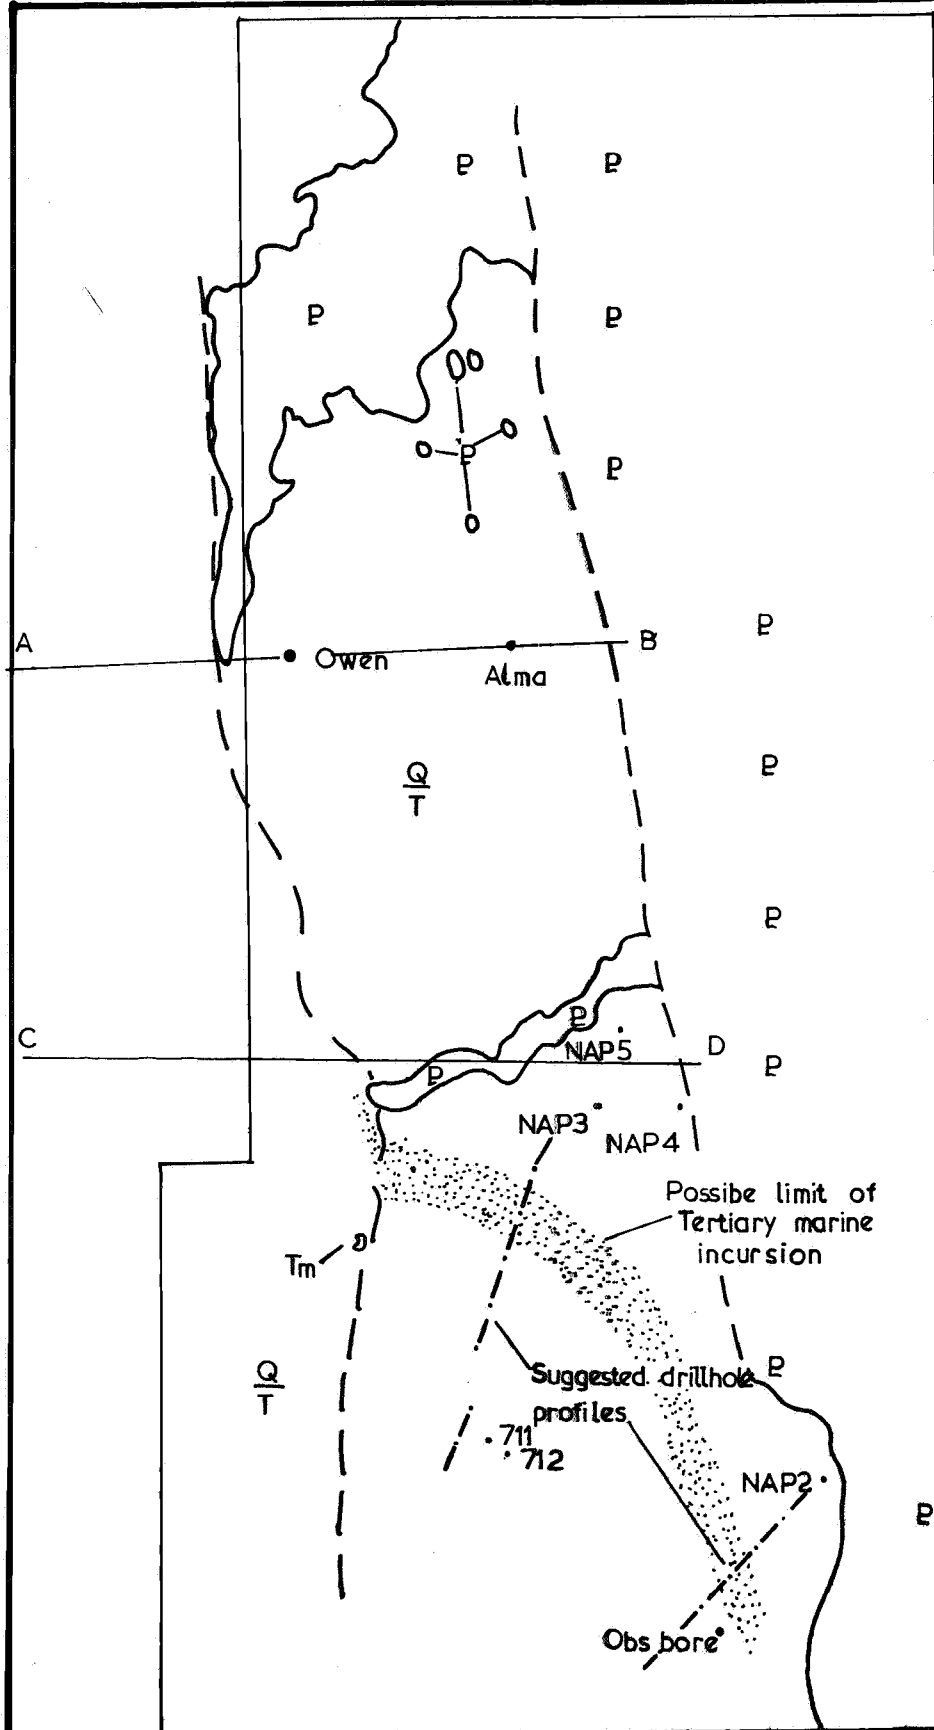 P P
P P
Oo
O P O
P
O
A Owen Alma B P
Q
T
P
P
C P NAP5 D P
P
NAP3 NAP4
Possibe limit of
Tertiary marine
incursion
Tm
Q
T
P
Suggested drillhole
profiles
711
712
NAP2
P
Obs bore